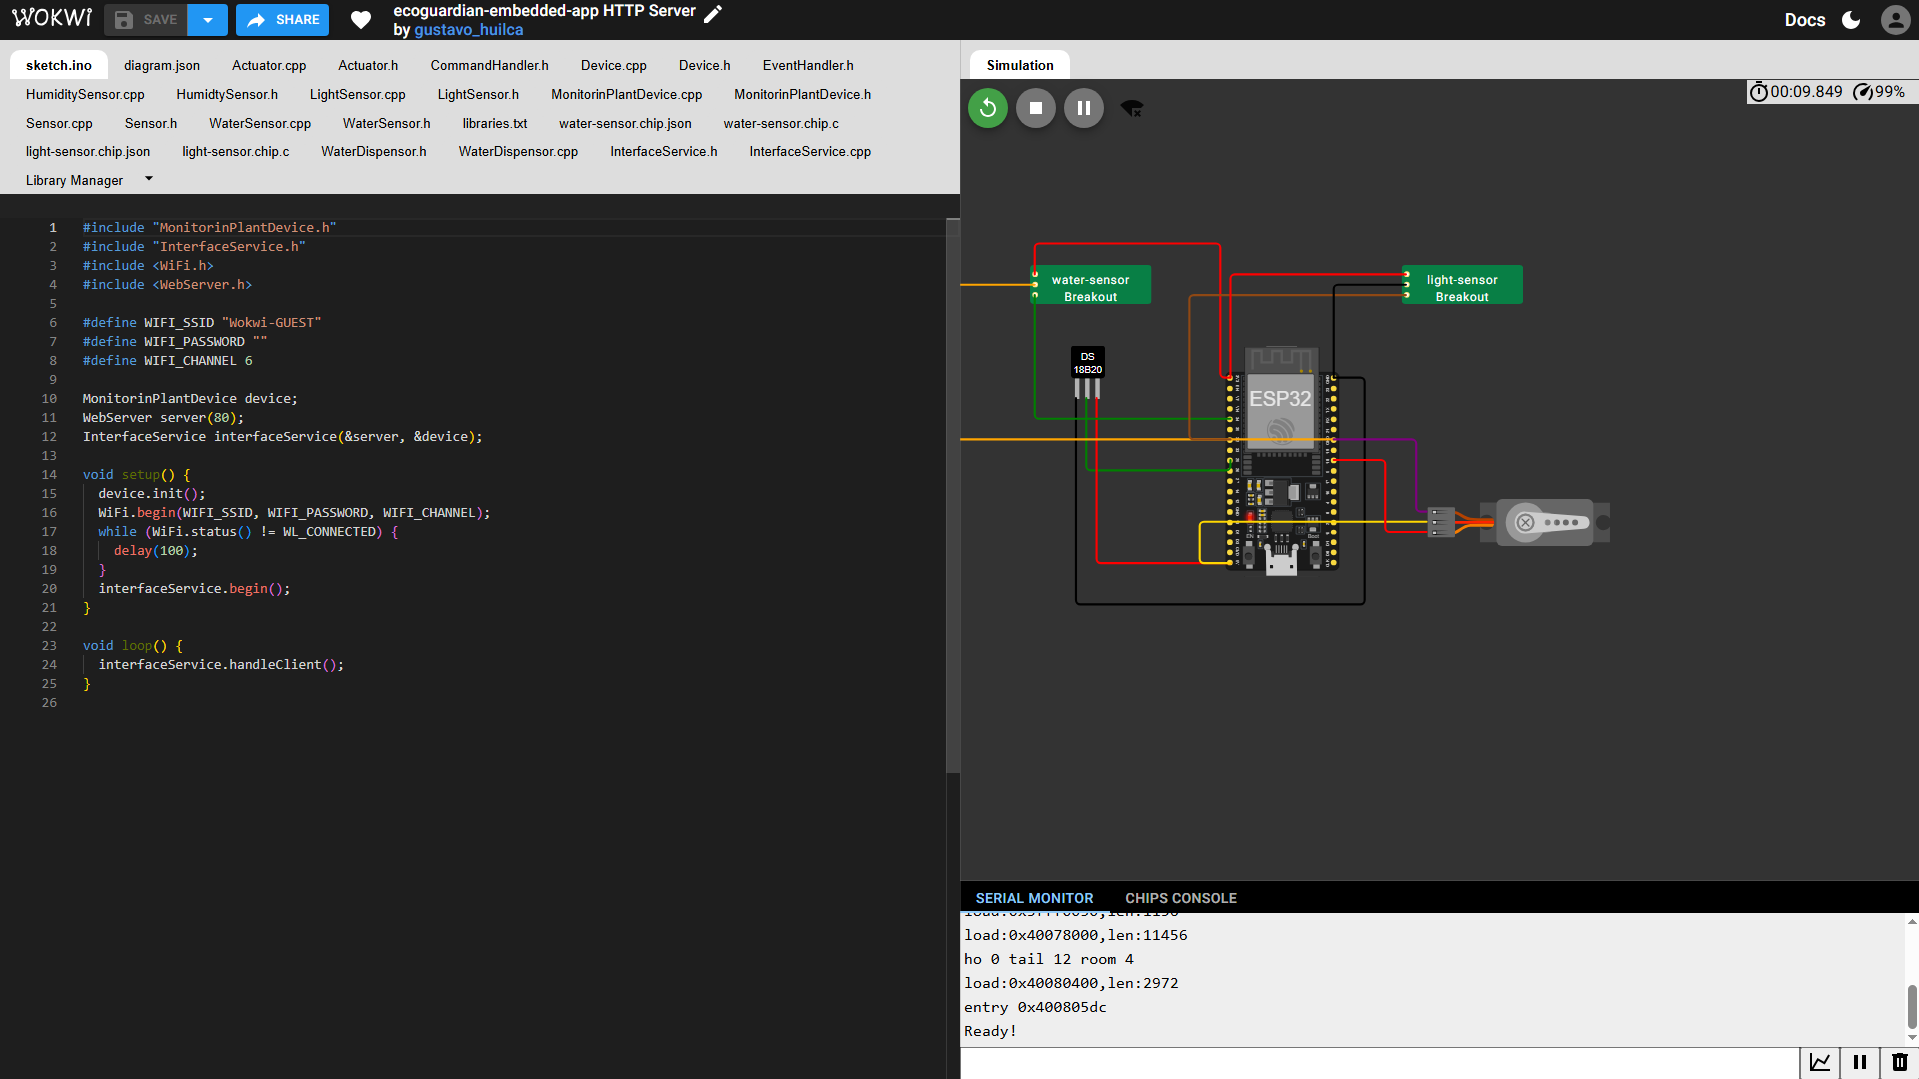 WOKWI
SAVE
SHARE
ecoguardian-embedded-app HTTP Server
by gustavo_huilca
Docs
sketch.ino diagram.json Actuator.cpp Actuator.h CommandHandler.h Device.cpp Device.h EventHandler.h
HumiditySensor.cpp HumidtySensor.h LightSensor.cpp LightSensor.h MonitorinPlantDevice.cpp MonitorinPlantDevice.h
Sensor.cpp Sensor.h WaterSensor.cpp WaterSensor.h libraries.txt water-sensor.chip.json water-sensor.chip.c
light-sensor.chip.json light-sensor.chip.c WaterDispensor.h WaterDispensor.cpp InterfaceService.h InterfaceService.cpp
Library Manager
1 #include "MonitorinPlantDevice.h"
2 #include "InterfaceService.h"
3 #include <WiFi.h>
4 #include <WebServer.h>
5
6 #define WIFI_SSID "Wokwi-GUEST"
7 #define WIFI_PASSWORD ""
8 #define WIFI_CHANNEL 6
9
10 MonitorinPlantDevice device;
11 WebServer server(80);
12 InterfaceService interfaceService(&server, &device);
13
14 void setup() {
15 device.init();
16 WiFi.begin(WIFI_SSID, WIFI_PASSWORD, WIFI_CHANNEL);
17 while (WiFi.status() != WL_CONNECTED) {
18 delay(100);
19 }
20 interfaceService.begin();
21 }
22
23 void loop() {
24 interfaceService.handleClient();
25 }
26
Simulation
00:09.849 99%
water-sensor
Breakout
light-sensor
Breakout
DS
18B20
ESP32
EN
Boot
SERIAL MONITOR CHIPS CONSOLE
load:0x40078000,len:11456
ho 0 tail 12 room 4
load:0x40080400,len:2972
entry 0x400805dc
Ready!